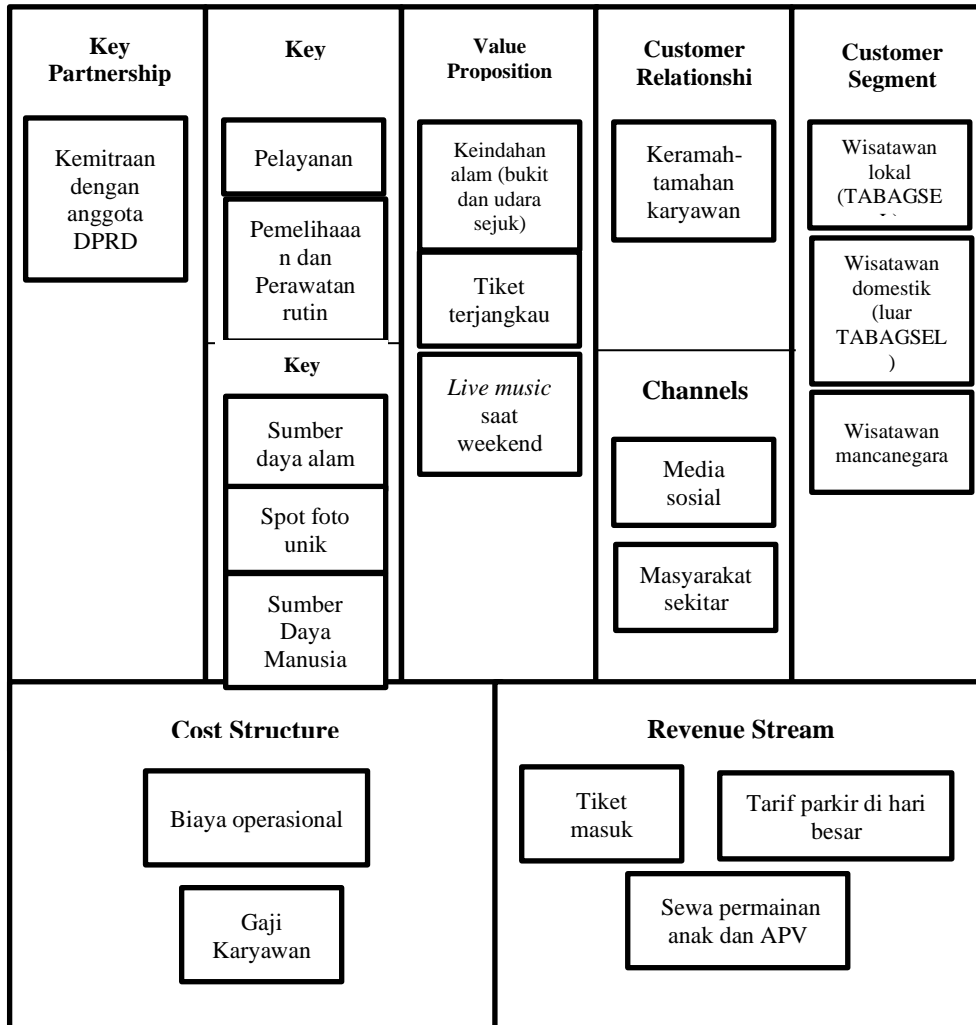 Key
Partnership
Kemitraan
dengan
anggota
DPRD
Key
Pelayanan
Pemelihaaa
n dan
Perawatan
rutin
Key
Sumber
daya alam
Spot foto
unik
Sumber
Daya
Manusia
Value
Proposition
Keindahan
alam (bukit
dan udara
sejuk)
Tiket
terjangkau
Live music
saat
weekend
Customer
Relationshi
Keramah-
tamahan
karyawan
Channels
Media
sosial
Masyarakat
sekitar
Customer
Segment
Wisatawan
lokal
(TABAGSE
Wisatawan
domestik
(luar
TABAGSEL
)
Wisatawan
mancanegara
Cost Structure
Biaya operasional
Gaji
Karyawan
Revenue Stream
Tiket
masuk
Tarif parkir di hari
besar
Sewa permainan
anak dan APV